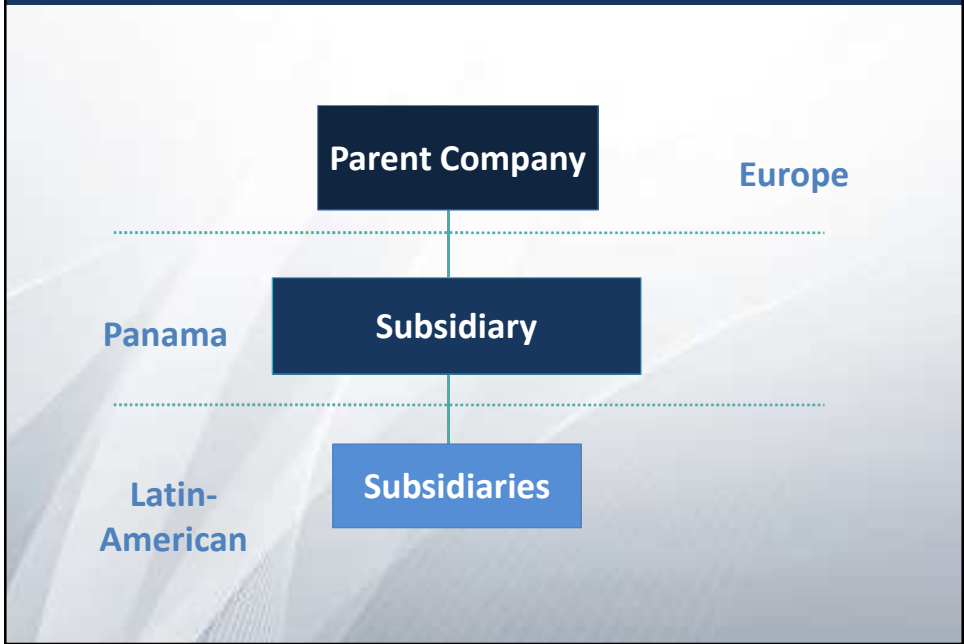 Parent Company
Europe
Panama
Subsidiary
Subsidiaries
Latin-
American